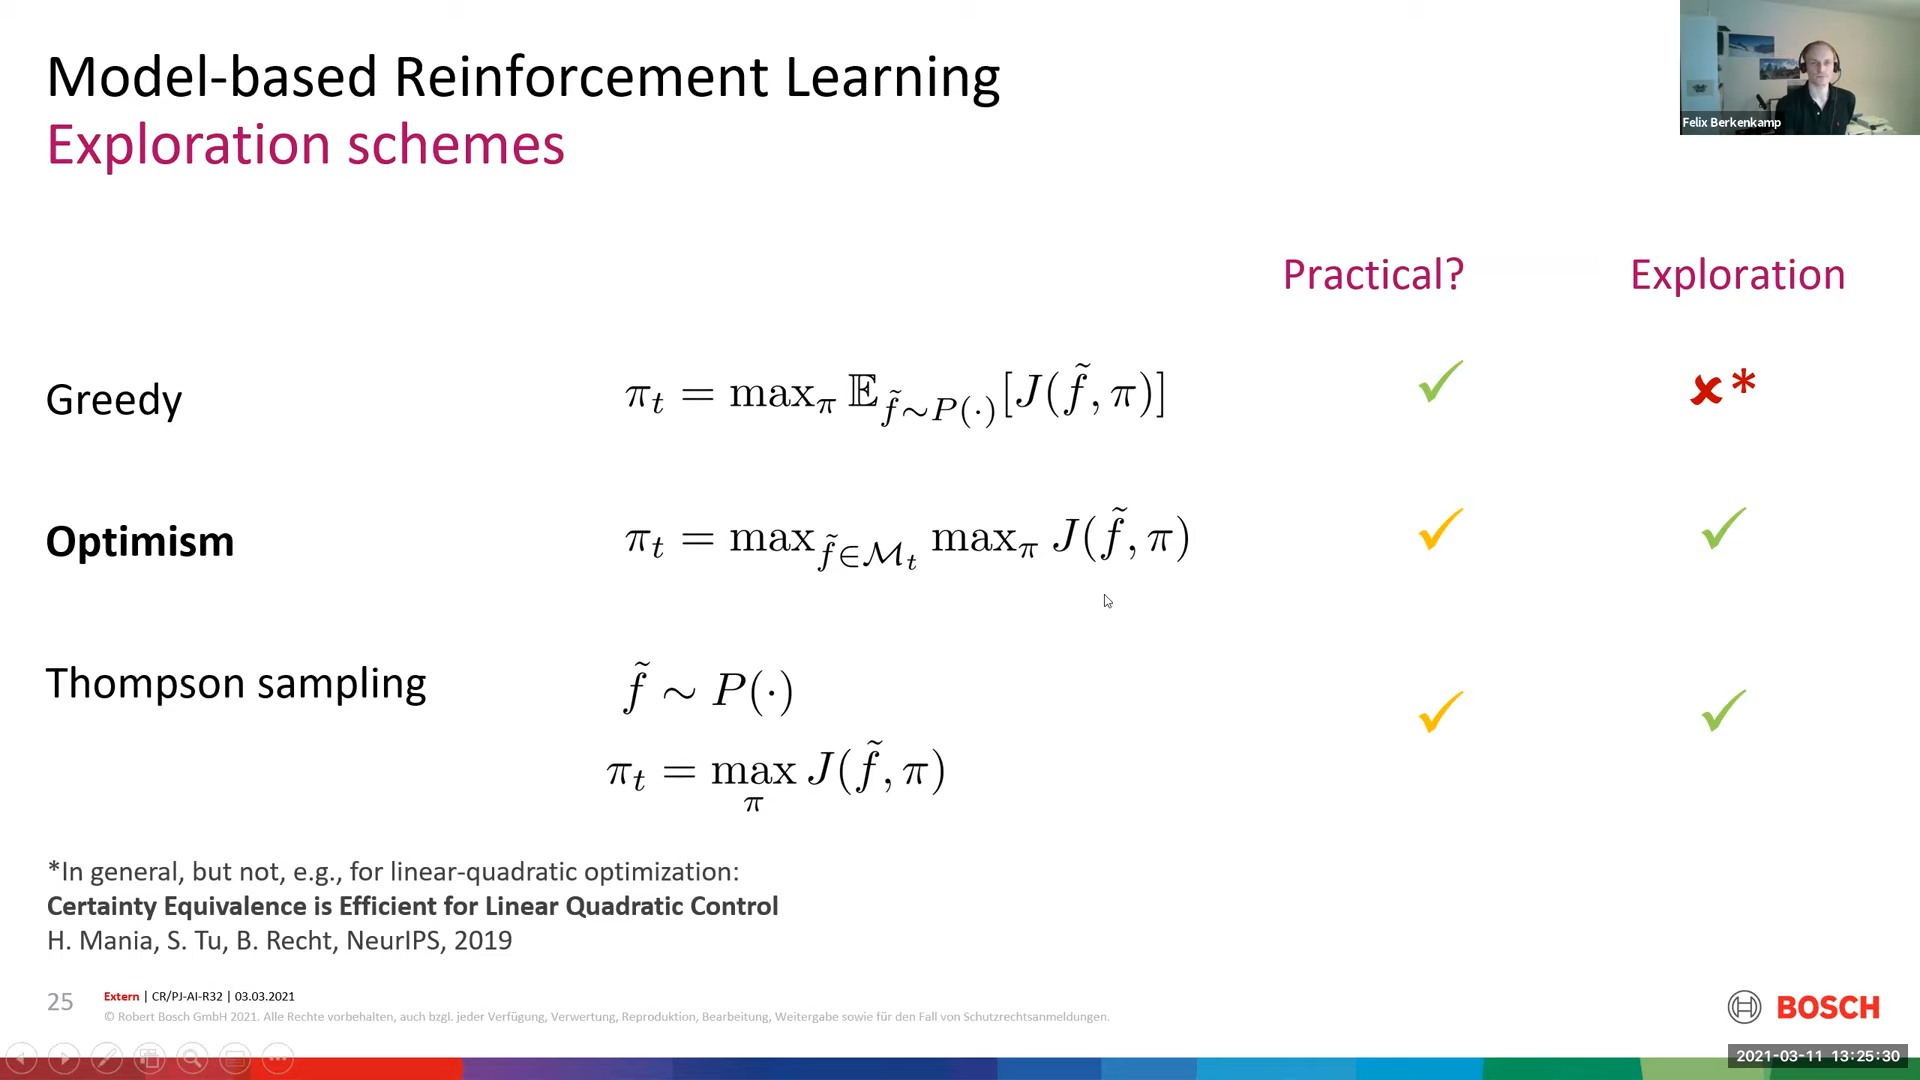 Model-based Reinforcement Learning
Exploration schemes
Felix Berkenkamp
Practical? Exploration
Greedy π_t = max_π 𝔼_{f̃∼P(·)}[J(f̃, π)] ✓ ✘*
Optimism π_t = max_{f̃∈ℳ_t} max_π J(f̃, π) ✓ ✓
Thompson sampling f̃ ∼ P(·) ✓ ✓
π_t = max_π J(f̃, π)
*In general, but not, e.g., for linear-quadratic optimization:
Certainty Equivalence is Efficient for Linear Quadratic Control
H. Mania, S. Tu, B. Recht, NeurIPS, 2019
25 Extern | CR/PJ-AI-R32 | 03.03.2021
© Robert Bosch GmbH 2021. Alle Rechte vorbehalten, auch bzgl. jeder Verfügung, Verwertung, Reproduktion, Bearbeitung, Weitergabe sowie für den Fall von Schutzrechtsanmeldungen.
BOSCH
2021-03-11 13:25:30